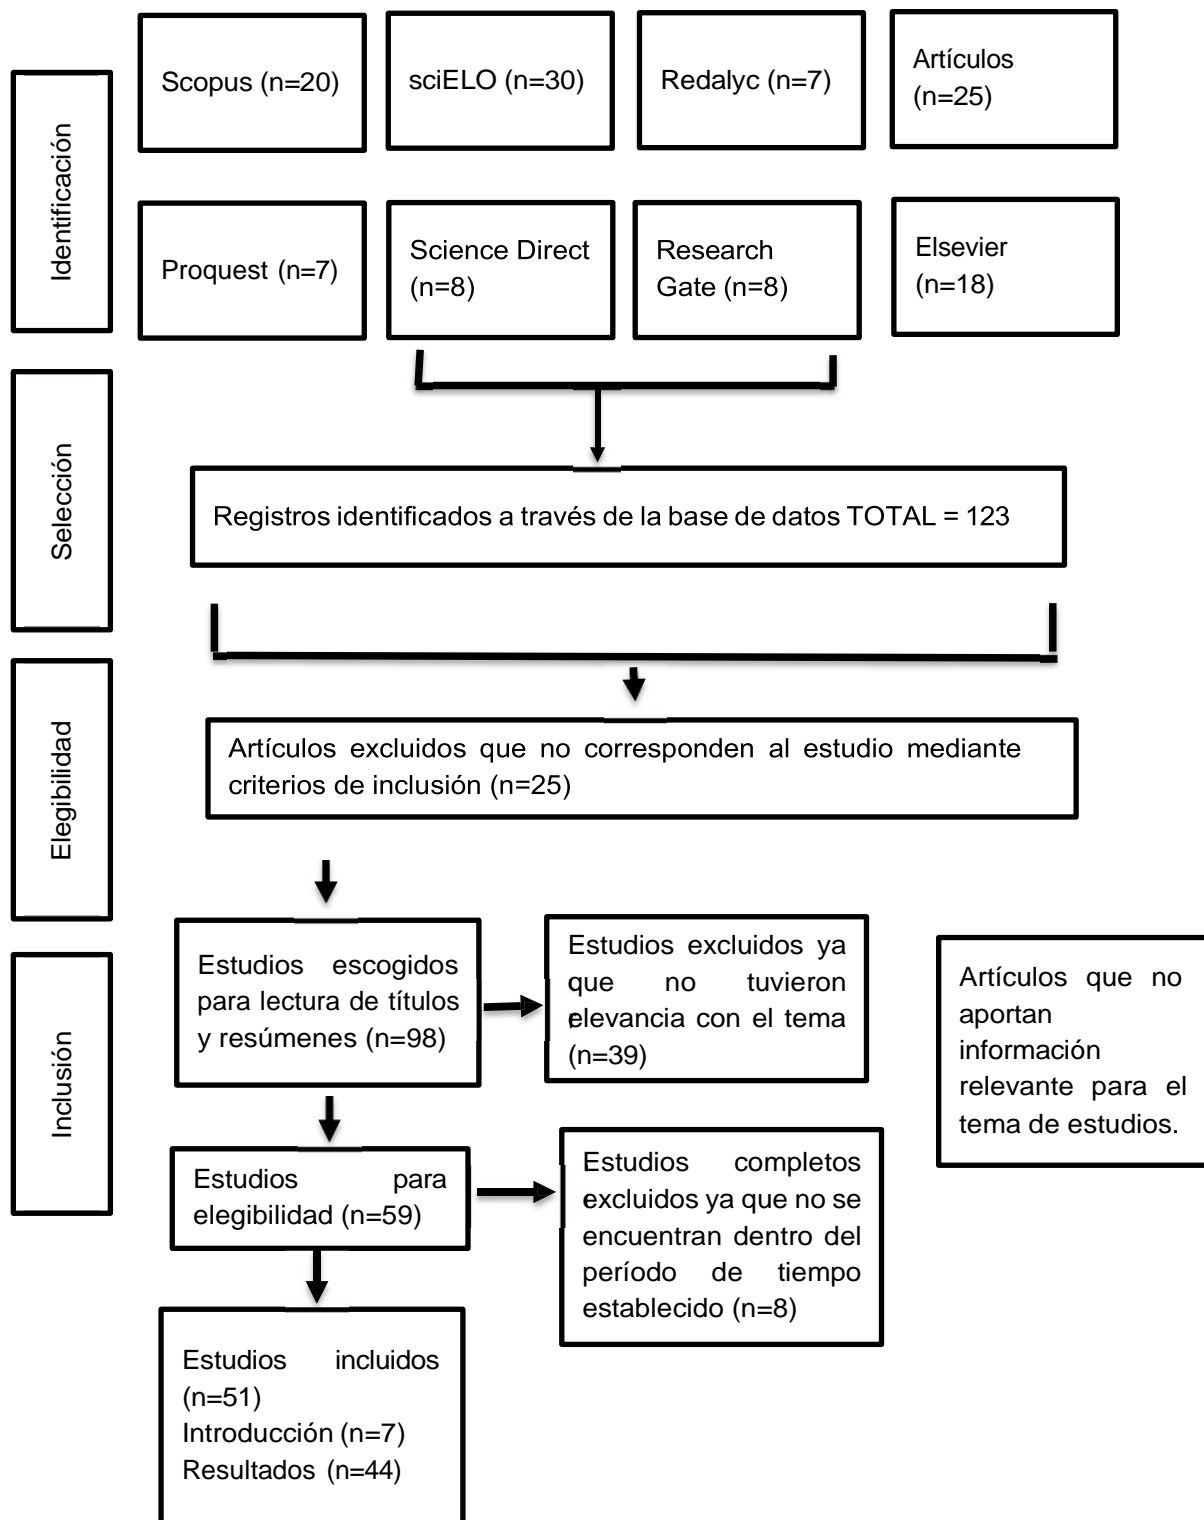 Identificación
Scopus (n=20)
sciELO (n=30)
Redalyc (n=7)
Artículos
(n=25)
Proquest (n=7)
Science Direct
(n=8)
Research
Gate (n=8)
Elsevier
(n=18)
Selección
Registros identificados a través de la base de datos TOTAL = 123
Elegibilidad
Artículos excluidos que no corresponden al estudio mediante
criterios de inclusión (n=25)
Inclusión
Estudios escogidos
para lectura de títulos
y resúmenes (n=98)
Estudios excluidos ya
que no tuvieron
relevancia con el tema
(n=39)
Artículos que no
aportan
información
relevante para el
tema de estudios.
Estudios para
elegibilidad (n=59)
Estudios completos
excluidos ya que no se
encuentran dentro del
período de tiempo
establecido (n=8)
Estudios incluidos
(n=51)
Introducción (n=7)
Resultados (n=44)